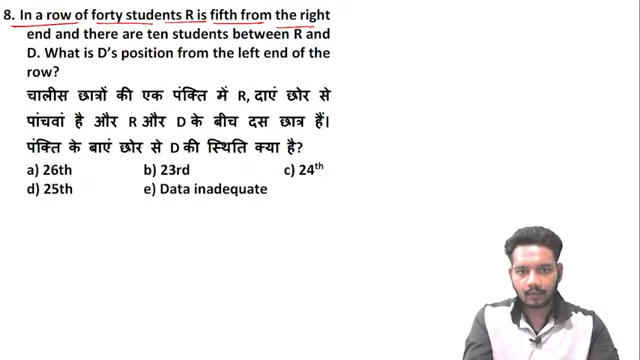 8. In a row of forty students R is fifth from the right
end and there are ten students between R and
D. What is D's position from the left end of the
row?
चालीस छात्रों की एक पंक्ति में R, दाएं छोर से
पांचवां है और R और D के बीच दस छात्र हैं।
पंक्ति के बाएं छोर से D की स्थिति क्या है?
a) 26th b) 23rd c) 24th
d) 25th e) Data inadequate